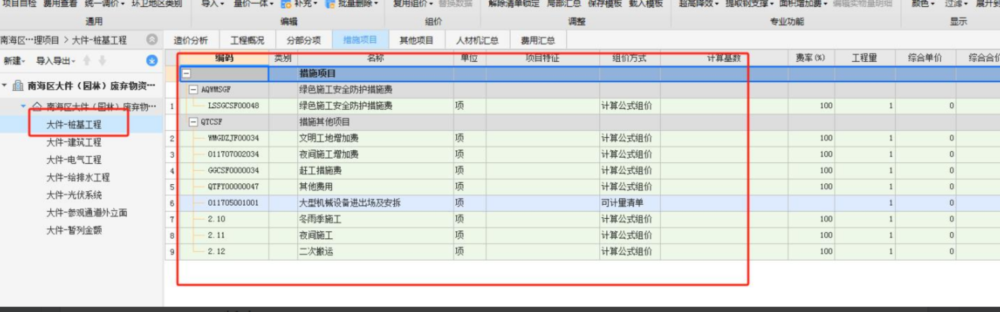 项目自检 费用查看 统一调价 环卫地区类别 导入 量价一体 补充 批量删除 复用组价 替换数据 解除清单锁定 局部汇总 保存模板 载入模板 超高降效 提取钢支撑 面积增加费 编辑实物量明细 颜色 过滤 展开到
通用 编辑 组价 调整 专业功能 显示
南海区…理项目 > 大件-桩基工程 造价分析 工程概况 分部分项 措施项目 其他项目 人材机汇总 费用汇总
新建 导入导出
编码 类别 名称 单位 项目特征 组价方式 计算基数 费率(%) 工程量 综合单价 综合合价
南海区大件（园林）废弃物资…
南海区大件（园林）废弃物…
大件-桩基工程
大件-建筑工程
大件-电气工程
大件-给排水工程
大件-光伏系统
大件-参观通道外立面
大件-暂列金额
措施项目
AQWMSGF 绿色施工安全防护措施费
1 LSSGCSF00048 绿色施工安全防护措施费 项 计算公式组价 100 1 0
QTCSF 措施其他项目
2 WMGDZJF00034 文明工地增加费 项 计算公式组价 100 1 0
3 011707002034 夜间施工增加费 项 计算公式组价 100 1 0
4 GGCSF0000034 赶工措施费 项 计算公式组价 100 1 0
5 QTFY00000047 其他费用 项 计算公式组价 100 1 0
6 011705001001 大型机械设备进出场及安拆 项 可计量清单 1 0
7 2.10 冬雨季施工 项 计算公式组价 100 1 0
8 2.11 夜间施工 项 计算公式组价 100 1 0
9 2.12 二次搬运 项 计算公式组价 100 1 0